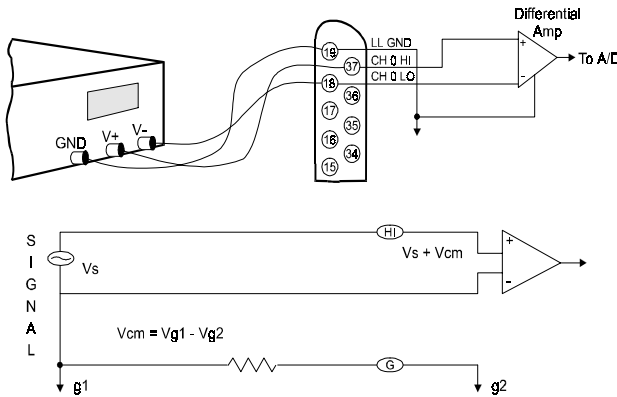 Differential
Amp
LL GND
CH 0 HI
CH 0 LO
To A/D
+
-
19
37
18
36
17
35
16
34
15
GND
V+
V-
SIGNAL
Vs
HI
Vs + Vcm
+
-
Vcm = Vg1 - Vg2
G
g1
g2